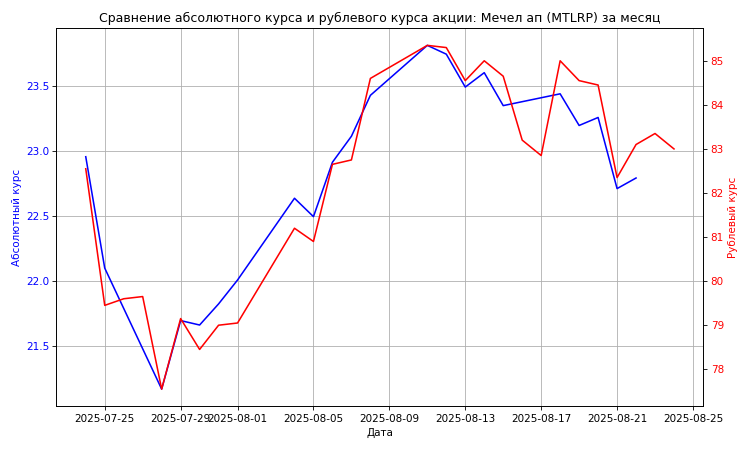 Сравнение абсолютного курса и рублевого курса акции: Мечел ап (MTLRP) за месяц
Абсолютный курс
23.5
23.0
22.5
22.0
21.5
85
84
83
82
81
80
79
78
Рублевый курс
2025-07-25 2025-07-29 2025-08-01 2025-08-05 2025-08-09 2025-08-13 2025-08-17 2025-08-21 2025-08-25
Дата